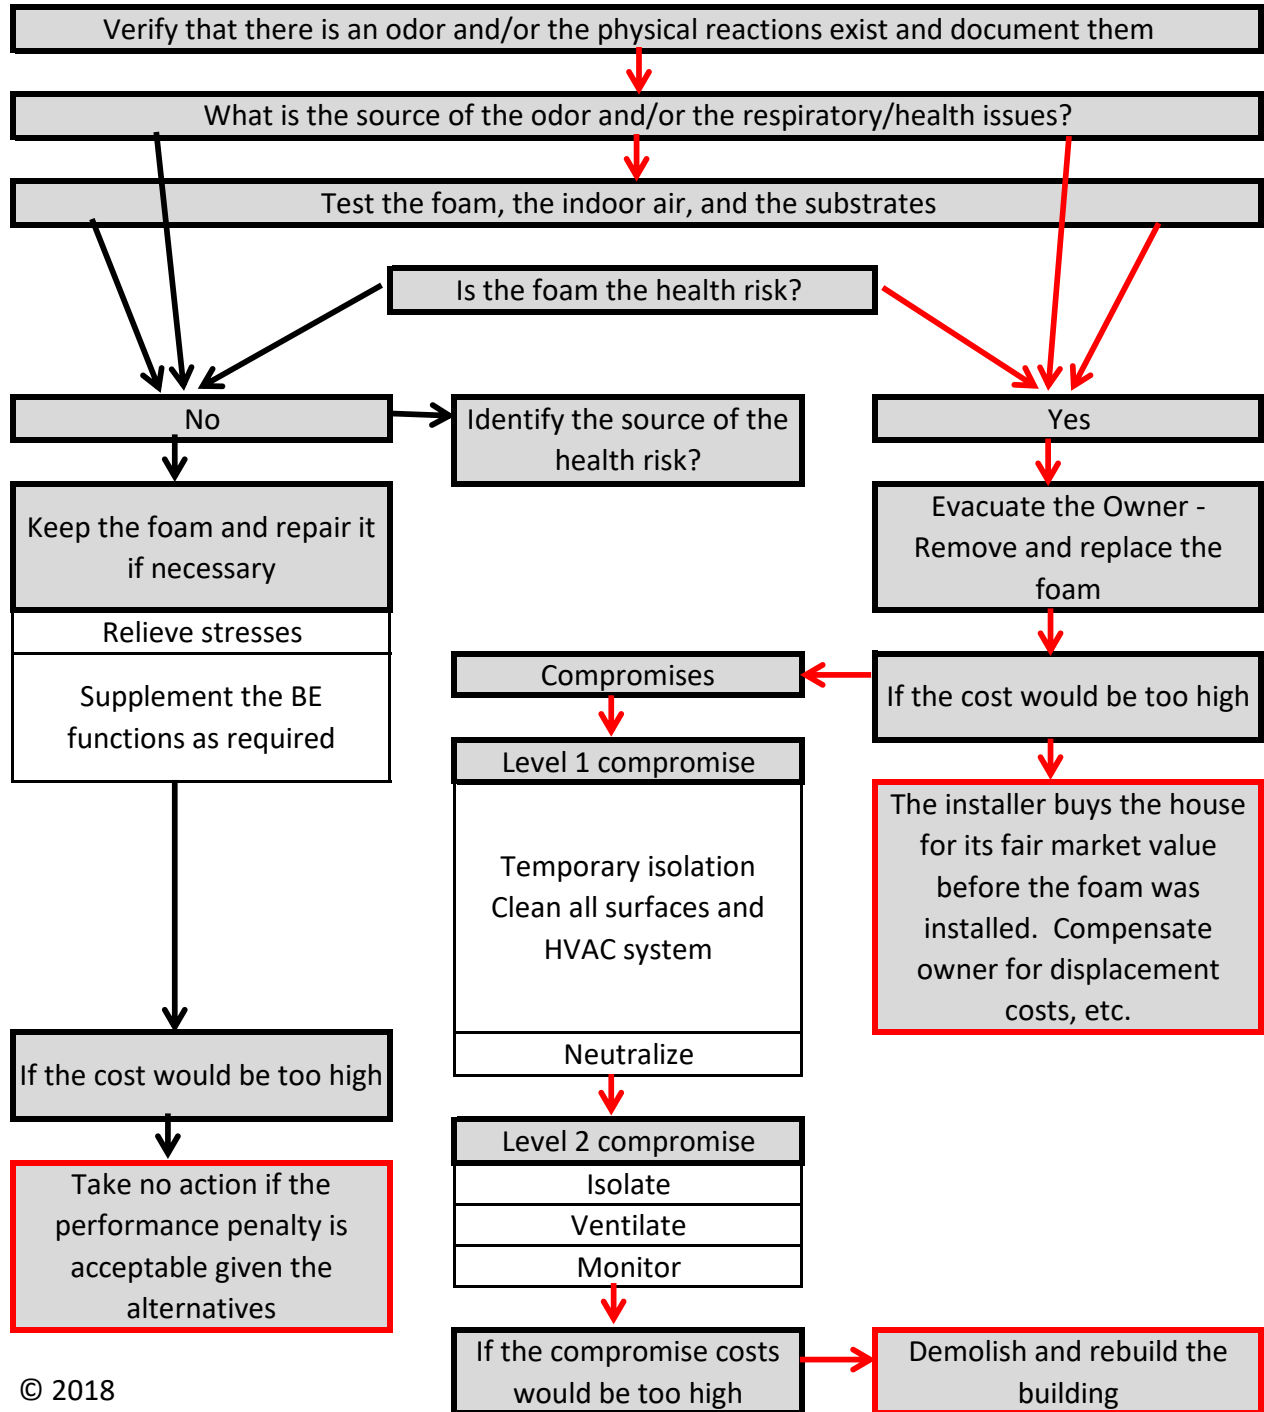 Verify that there is an odor and/or the physical reactions exist and document them
What is the source of the odor and/or the respiratory/health issues?
Test the foam, the indoor air, and the substrates
Is the foam the health risk?
No
Identify the source of the
health risk?
Yes
Keep the foam and repair it
if necessary
Relieve stresses
Supplement the BE
functions as required
Evacuate the Owner -
Remove and replace the
foam
Compromises
If the cost would be too high
Level 1 compromise
Temporary isolation
Clean all surfaces and
HVAC system
Neutralize
The installer buys the house
for its fair market value
before the foam was
installed.  Compensate
owner for displacement
costs, etc.
If the cost would be too high
Level 2 compromise
Isolate
Ventilate
Monitor
Take no action if the
performance penalty is
acceptable given the
alternatives
If the compromise costs
would be too high
Demolish and rebuild the
building
© 2018